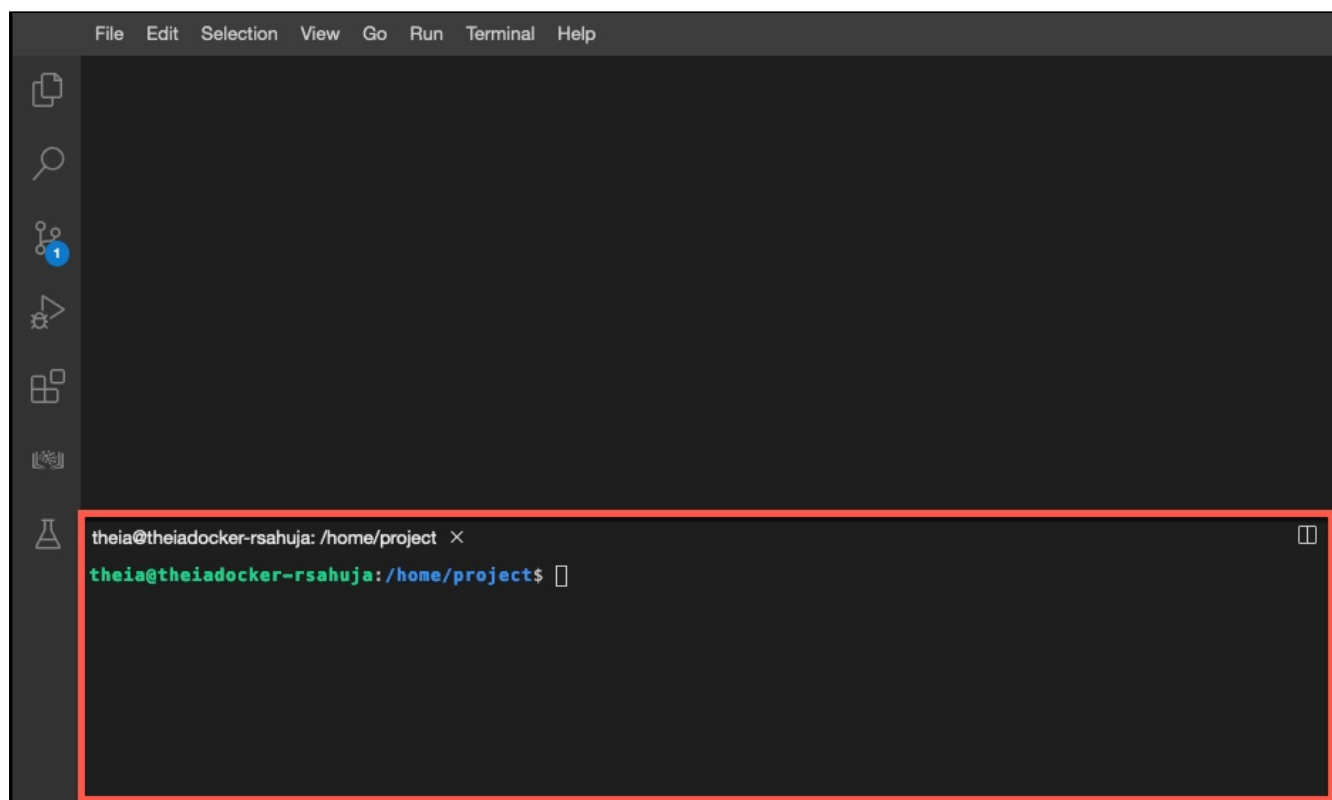 File Edit Selection View Go Run Terminal Help
1
theia@theiadocker-rsahuja: /home/project ×
theia@theiadocker-rsahuja:/home/project$